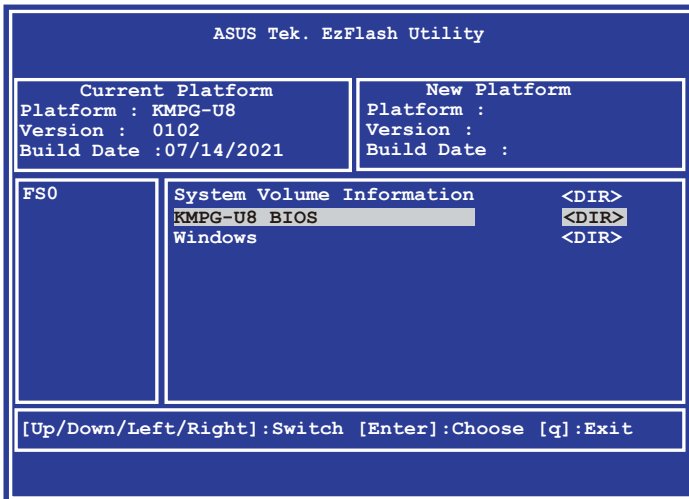 ASUS Tek. EzFlash Utility
Current Platform
Platform : KMPG-U8
Version : 0102
Build Date :07/14/2021
New Platform
Platform :
Version :
Build Date :
FS0
System Volume Information <DIR>
KMPG-U8 BIOS <DIR>
Windows <DIR>
[Up/Down/Left/Right]:Switch [Enter]:Choose [q]:Exit